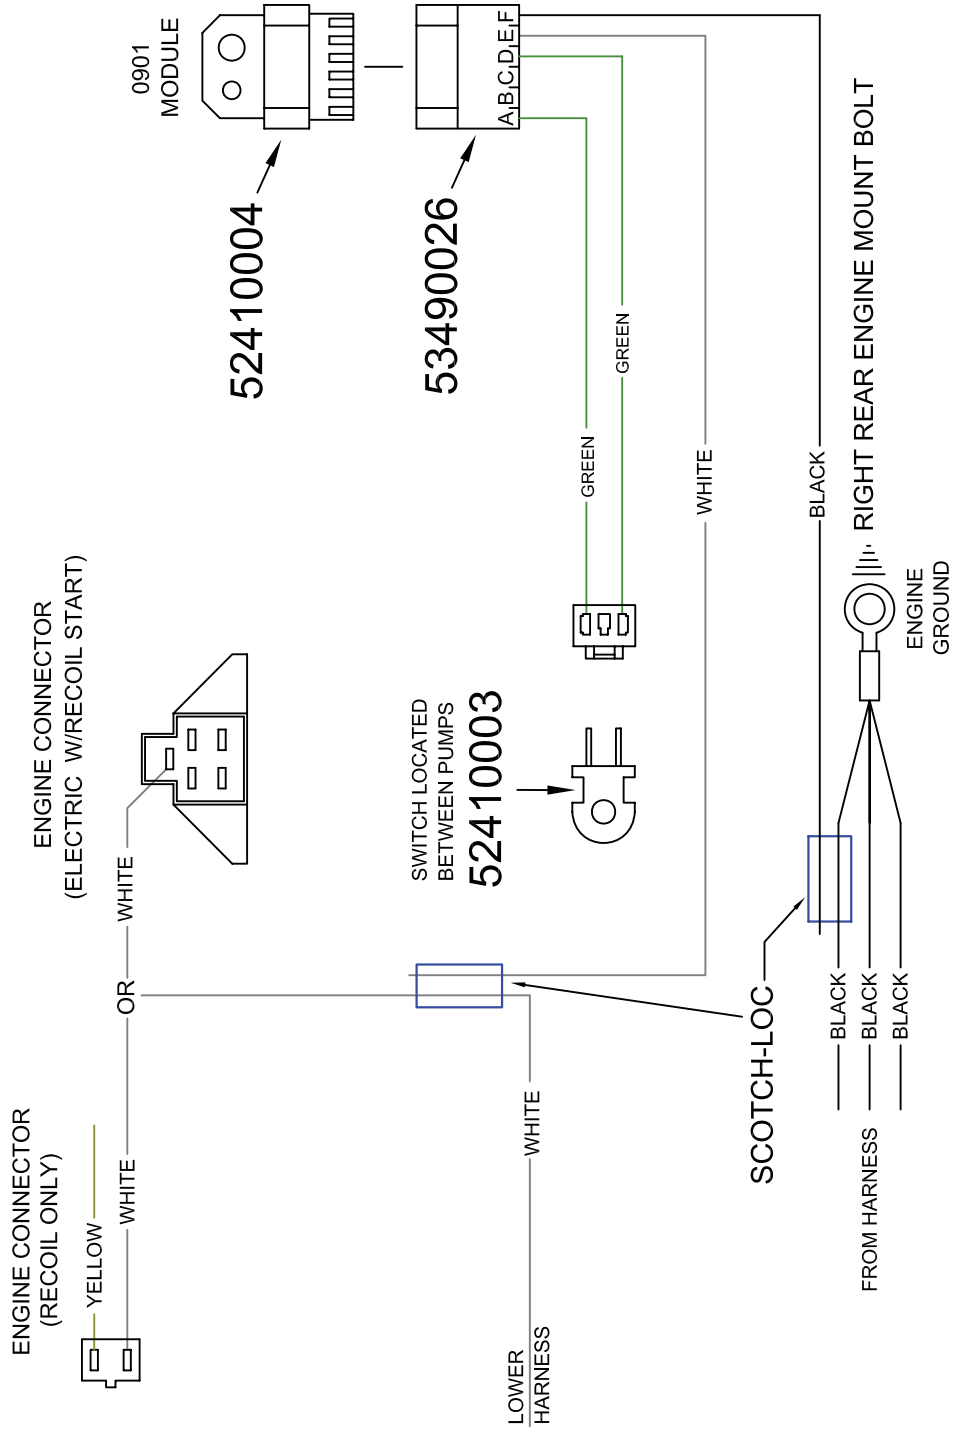 ENGINE CONNECTOR
(RECOIL ONLY)
YELLOW
WHITE
OR
WHITE
ENGINE CONNECTOR
(ELECTRIC W/RECOIL START)
0901
MODULE
52410004
53490026
A B C D E F
GREEN
GREEN
WHITE
BLACK
SWITCH LOCATED
BETWEEN PUMPS
52410003
LOWER
HARNESS
WHITE
SCOTCH-LOC
FROM HARNESS
BLACK
BLACK
BLACK
ENGINE
GROUND
RIGHT REAR ENGINE MOUNT BOLT